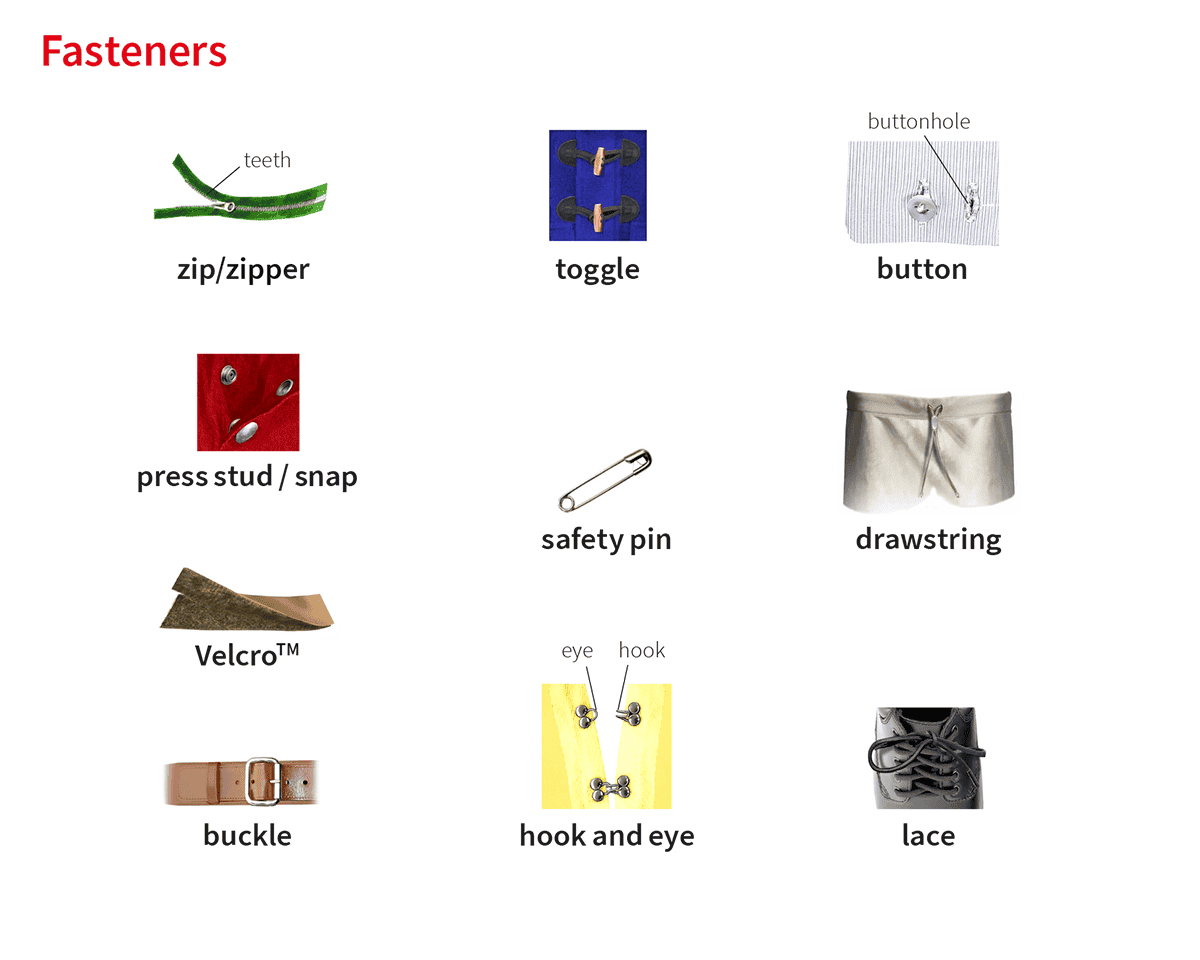 Fasteners
teeth
zip/zipper
toggle
buttonhole
button
press stud / snap
safety pin
drawstring
Velcro™
eye
hook
buckle
hook and eye
lace